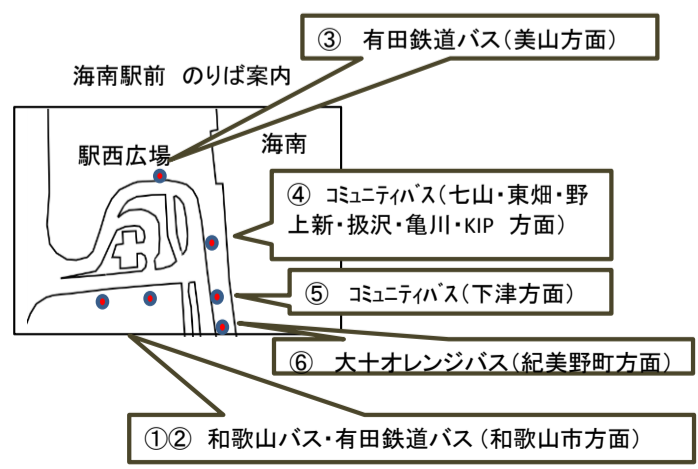 ③ 有田鉄道バス(美山方面)
海南駅前 のりば案内
駅西広場
海南
④ コミュニティバス(七山・東畑・野
上新・扱沢・亀川・KIP 方面)
⑤ コミュニティバス(下津方面)
⑥ 大十オレンジバス(紀美野町方面)
①② 和歌山バス・有田鉄道バス (和歌山市方面)